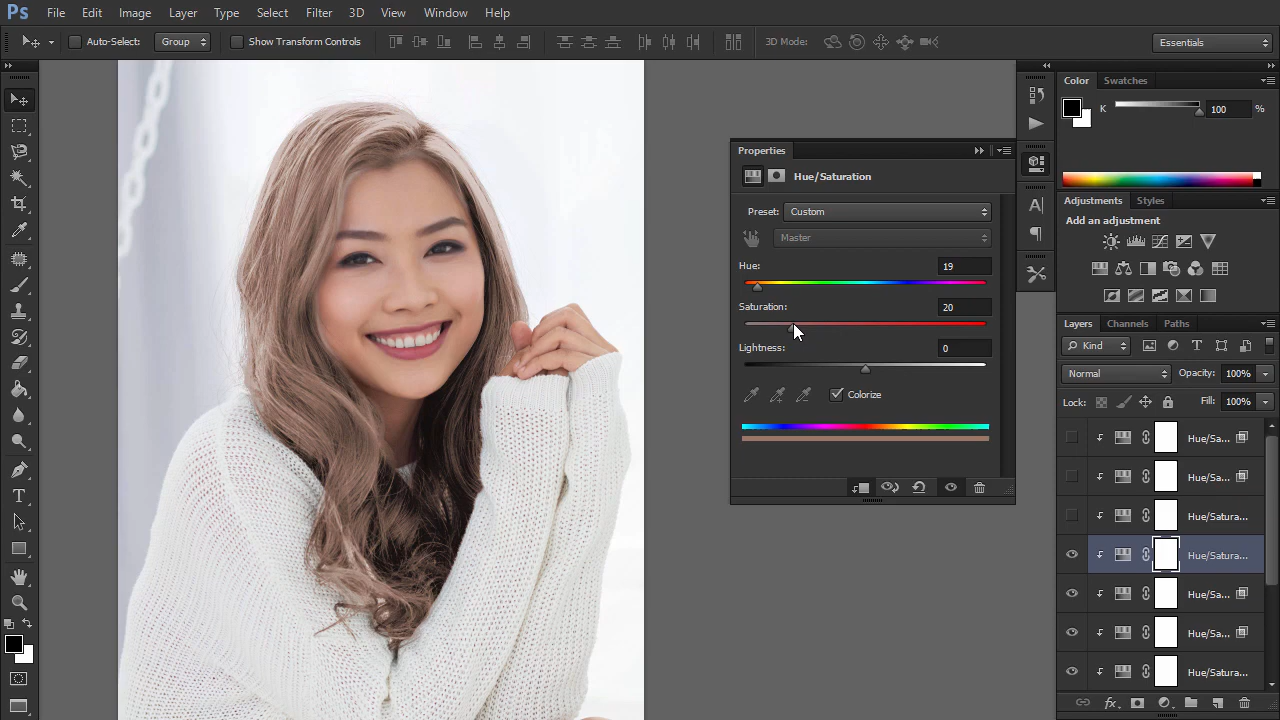 Ps File Edit Image Layer Type Select Filter 3D View Window Help
Auto-Select: Group Show Transform Controls 3D Mode: Essentials
Color Swatches
K 100 %
Properties
Hue/Saturation
Preset: Custom
Master
Hue: 19
Saturation: 20
Lightness: 0
Colorize
Adjustments Styles
Add an adjustment
Layers Channels Paths
Kind
Normal Opacity: 100%
Lock: Fill: 100%
Hue/Sa...
Hue/Sa...
Hue/Satura...
Hue/Satura...
Hue/Sa...
Hue/Sa...
Hue/Satura...